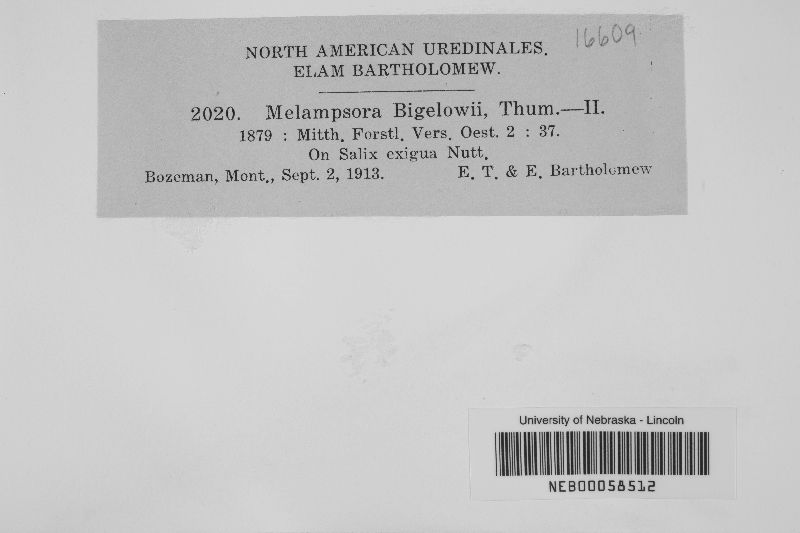 NORTH AMERICAN UREDINALES. 16609
ELAM BARTHOLOMEW.
2020. Melampsora Bigelowii, Thum.—II.
1879 : Mitth. Forstl. Vers. Oest. 2 : 37.
On Salix exigua Nutt.
Bozeman, Mont., Sept. 2, 1913. E. T. & E. Bartholomew
University of Nebraska - Lincoln
NEB00058512